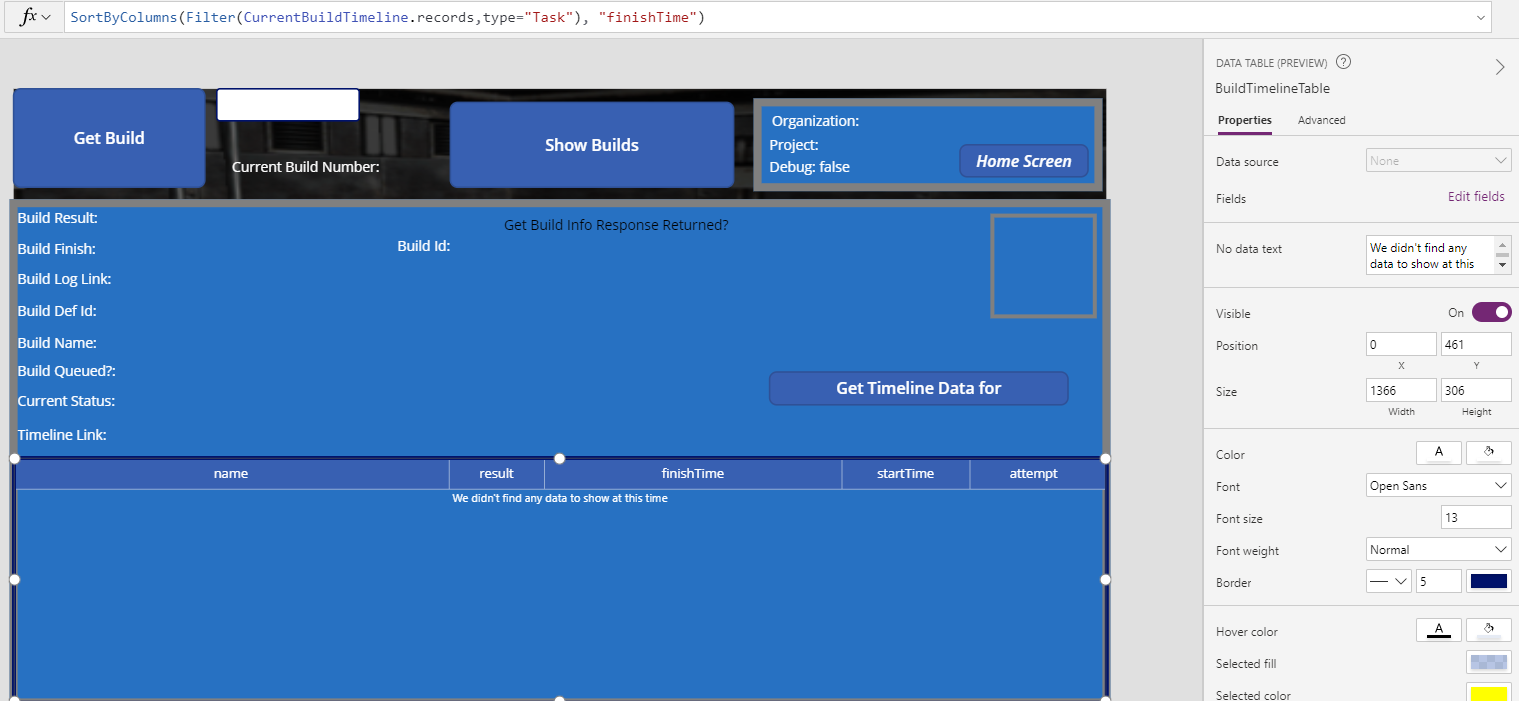 fx SortByColumns(Filter(CurrentBuildTimeline.records,type="Task"), "finishTime")
DATA TABLE (PREVIEW) ?
BuildTimelineTable
Properties Advanced
Data source None
Fields Edit fields
No data text We didn't find any
data to show at this
Visible On
Position 0 461
X Y
Size 1366 306
Width Height
Color A
Font Open Sans
Font size 13
Font weight Normal
Border 5
Hover color A
Selected fill
Selected color
Get Build
Current Build Number:
Show Builds
Organization:
Project:
Debug: false
Home Screen
Build Result:
Get Build Info Response Returned?
Build Finish:
Build Id:
Build Log Link:
Build Def Id:
Build Name:
Build Queued?:
Current Status:
Get Timeline Data for
Timeline Link:
name result finishTime startTime attempt
We didn't find any data to show at this time